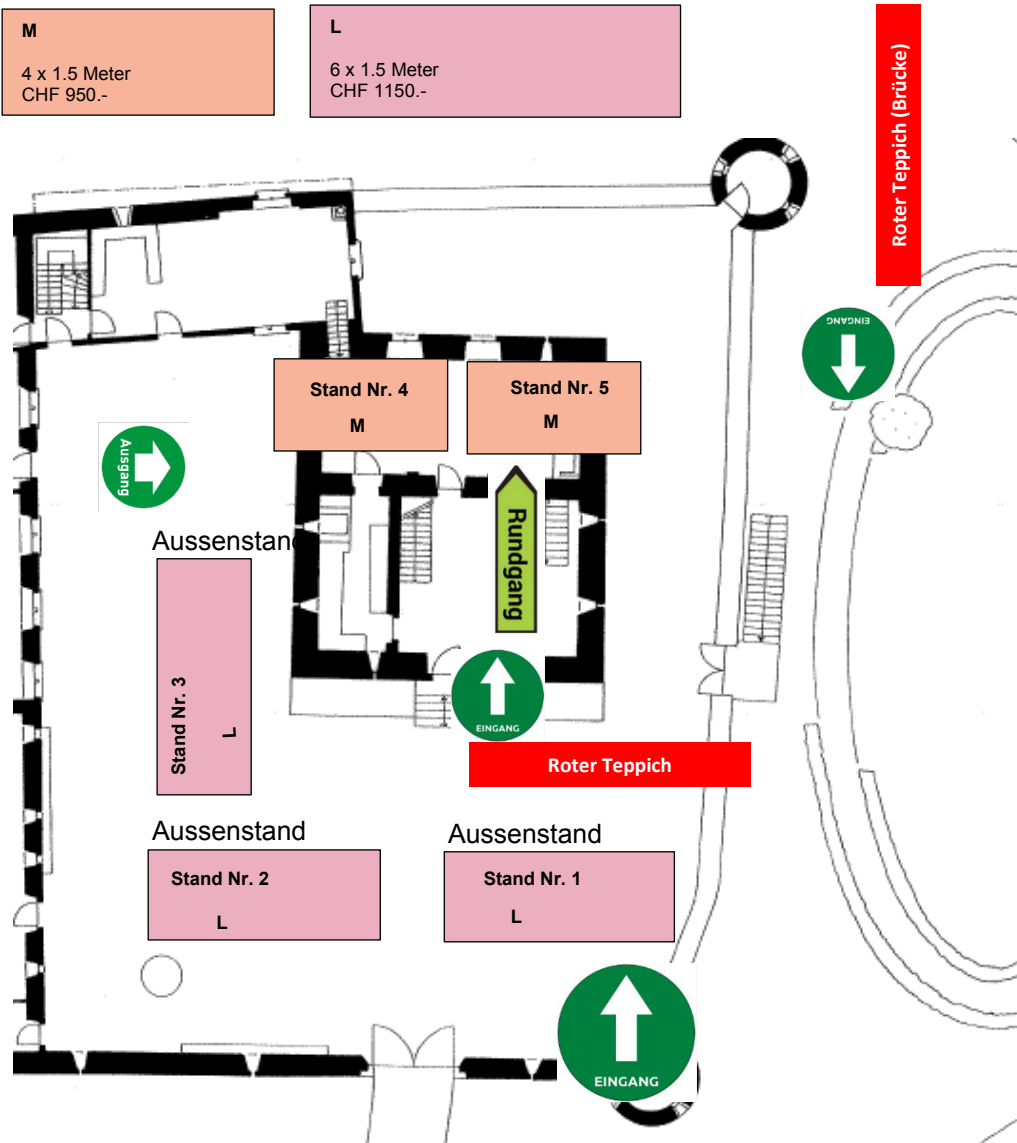 M
4 x 1.5 Meter
CHF 950.-
L
6 x 1.5 Meter
CHF 1150.-
Roter Teppich (Brücke)
EINGANG
Stand Nr. 4
M
Stand Nr. 5
M
Ausgang
Rundgang
Aussenstand
Stand Nr. 3
L
EINGANG
Roter Teppich
Aussenstand
Stand Nr. 2
L
Aussenstand
Stand Nr. 1
L
EINGANG